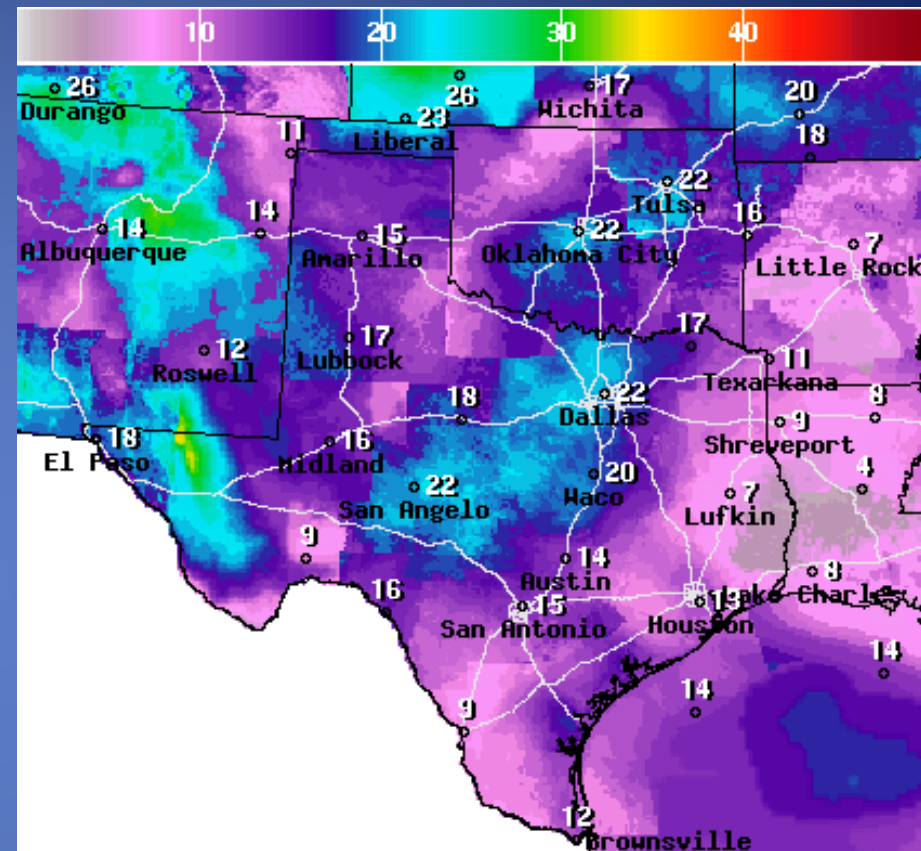 10 20 30 40
26 Durango
11
23 Liberal
26
17 Wichita
20
18
14 Albuquerque
14
15 Amarillo
22 Tulsa
22 Oklahoma City
16
7 Little Rock
12 Roswell
17 Lubbock
17
11 Texarkana
18 El Paso
16 Midland
18
22 Dallas
9 Shreveport
8
22 San Angelo
20 Waco
7 Lufkin
4
9
14 Austin
8
Lake Charles
16
15 San Antonio
13 Houston
9
14
14
12
Brownsville